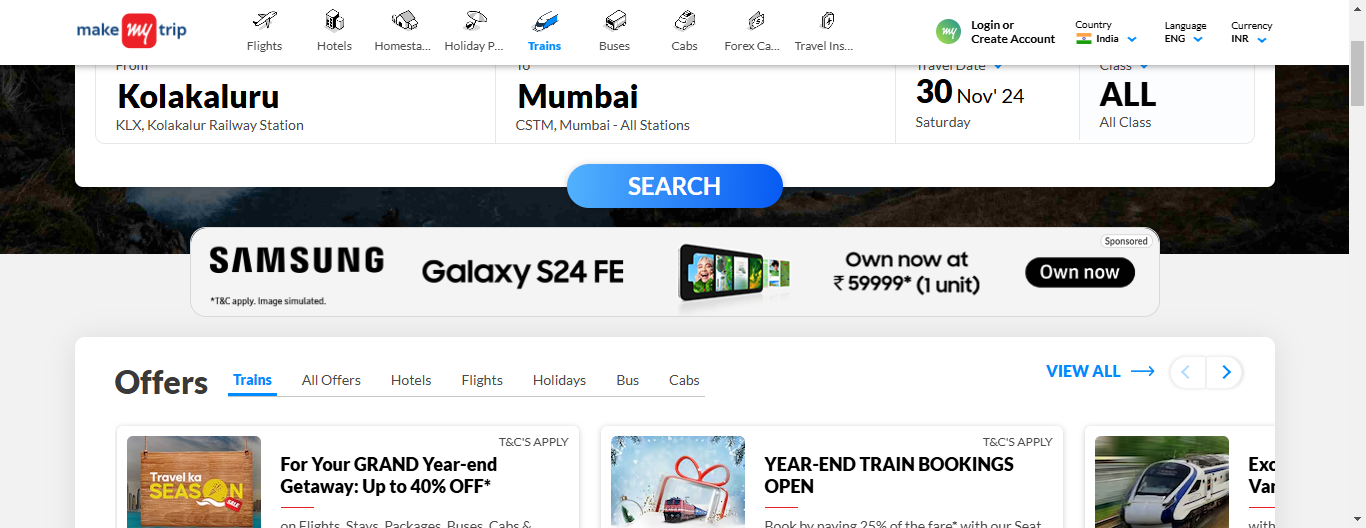 make my trip
Flights
Hotels
Homesta...
Holiday P...
Trains
Buses
Cabs
Forex Ca...
Travel Ins...
my
Login or
Create Account
Country
India
Language
ENG
Currency
INR
From
To
Travel Date
Class
Kolakaluru
KLX, Kolakalur Railway Station
Mumbai
CSTM, Mumbai - All Stations
30 Nov' 24
Saturday
ALL
All Class
SEARCH
Sponsored
SAMSUNG
*T&C apply. Image simulated.
Galaxy S24 FE
Own now at
₹ 59999* (1 unit)
Own now
Offers
Trains
All Offers
Hotels
Flights
Holidays
Bus
Cabs
VIEW ALL
T&C'S APPLY
Travel ka
SEASON
SALE
For Your GRAND Year-end
Getaway: Up to 40% OFF*
on Flights, Stays, Packages, Buses, Cabs &
T&C'S APPLY
YEAR-END TRAIN BOOKINGS
OPEN
Book by paying 25% of the fare* with our Seat
Exc
Van
with